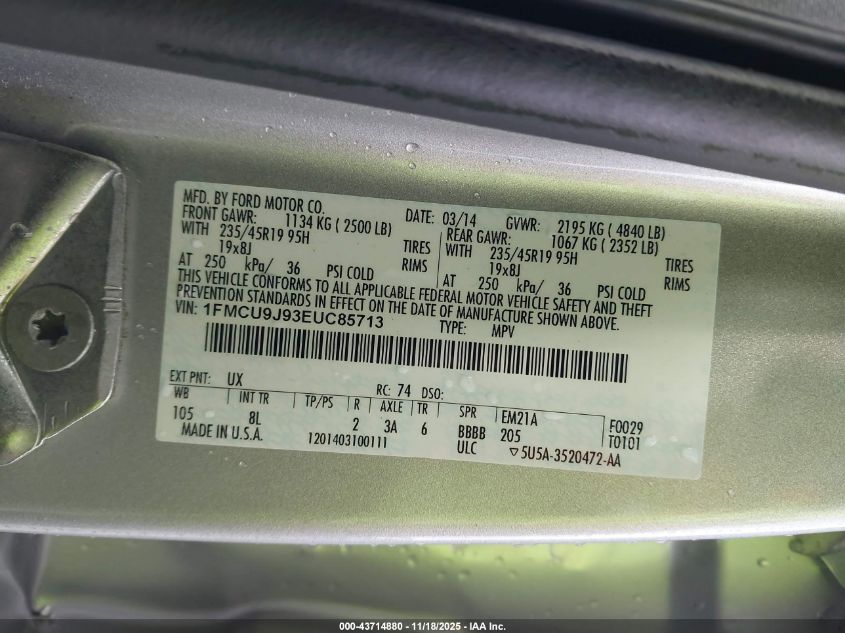 MFD. BY FORD MOTOR CO.
DATE: 03/14 GVWR: 2195 KG ( 4840 LB)
FRONT GAWR: 1134 KG ( 2500 LB) REAR GAWR: 1067 KG ( 2352 LB)
WITH 235/45R19 95H TIRES WITH 235/45R19 95H TIRES
19x8J RIMS 19x8J RIMS
AT 250 kPa/ 36 PSI COLD AT 250 kPa/ 36 PSI COLD
THIS VEHICLE CONFORMS TO ALL APPLICABLE FEDERAL MOTOR VEHICLE SAFETY AND THEFT
PREVENTION STANDARDS IN EFFECT ON THE DATE OF MANUFACTURE SHOWN ABOVE.
VIN: 1FMCU9J93EUC85713 TYPE: MPV
EXT PNT: UX RC: 74 DSO:
WB INT TR TP/PS R AXLE TR SPR EM21A F0029
105 8L 2 3A 6 BBBB 205 T0101
MADE IN U.S.A. 1201403100111 ULC ▽5U5A-3520472-AA
000-43714880 - 11/18/2025 - IAA Inc.